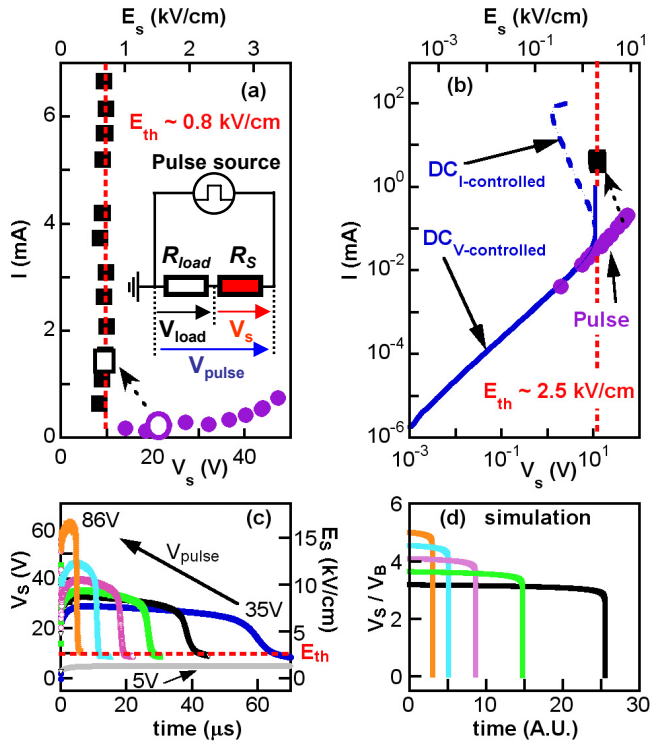 E_s (kV/cm)
0 1 2 3
(a)
E_th ~ 0.8 kV/cm
Pulse source
R_load R_S
V_load V_s
V_pulse
I (mA)
6
4
2
0
0 20 40
V_s (V)
E_s (kV/cm)
10^-3 10^-1 10^1
(b)
DC_I-controlled
DC_V-controlled
Pulse
E_th ~ 2.5 kV/cm
I (mA)
10^2
10^0
10^-2
10^-4
10^-6
10^-3 10^-1 10^1
V_s (V)
(c)
86V
V_pulse
35V
E_th
5V
V_S (V)
60
40
20
0
E_S (kV/cm)
15
10
5
0
0 20 40 60
time (μs)
(d) simulation
V_S / V_B
6
4
2
0
0 10 20 30
time (A.U.)